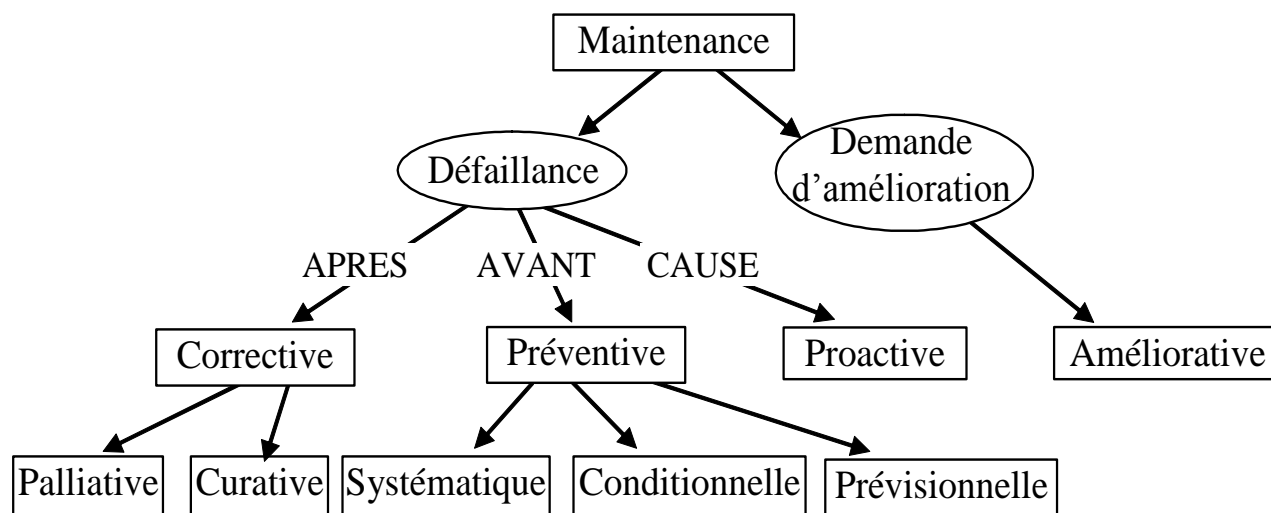 Maintenance
Défaillance
Demande
d’amélioration
APRES
AVANT
CAUSE
Corrective
Préventive
Proactive
Améliorative
Palliative
Curative
Systématique
Conditionnelle
Prévisionnelle